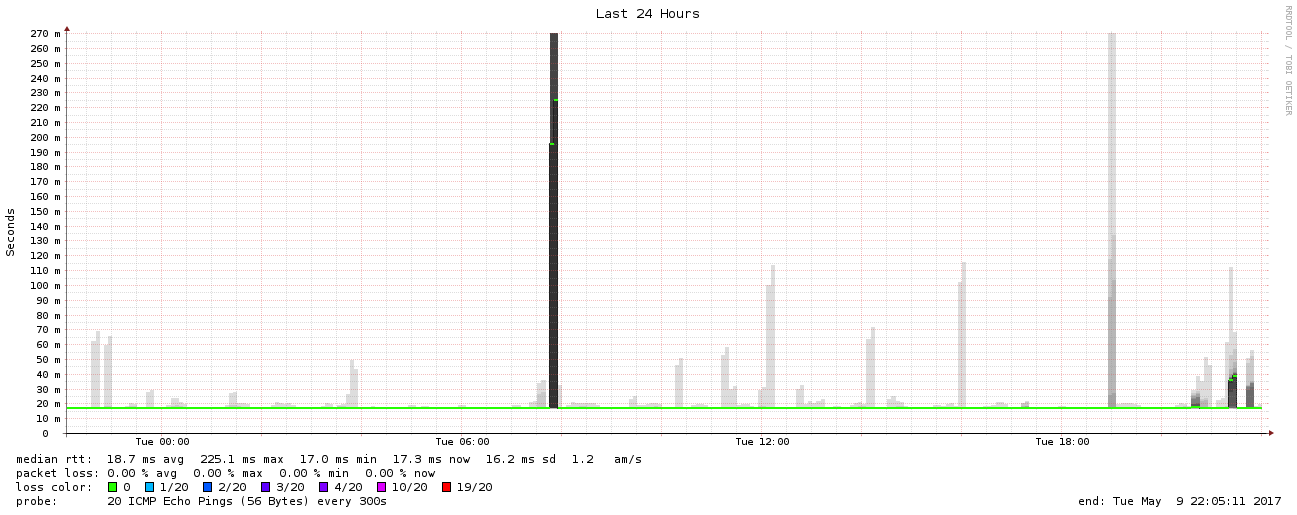 Last 24 Hours
RRDTOOL / TOBI OETIKER
Seconds
270 m
260 m
250 m
240 m
230 m
220 m
210 m
200 m
190 m
180 m
170 m
160 m
150 m
140 m
130 m
120 m
110 m
100 m
90 m
80 m
70 m
60 m
50 m
40 m
30 m
20 m
10 m
0
Tue 00:00 Tue 06:00 Tue 12:00 Tue 18:00
median rtt: 18.7 ms avg 225.1 ms max 17.0 ms min 17.3 ms now 16.2 ms sd 1.2 am/s
packet loss: 0.00 % avg 0.00 % max 0.00 % min 0.00 % now
loss color: 0 1/20 2/20 3/20 4/20 10/20 19/20
probe: 20 ICMP Echo Pings (56 Bytes) every 300s end: Tue May 9 22:05:11 2017